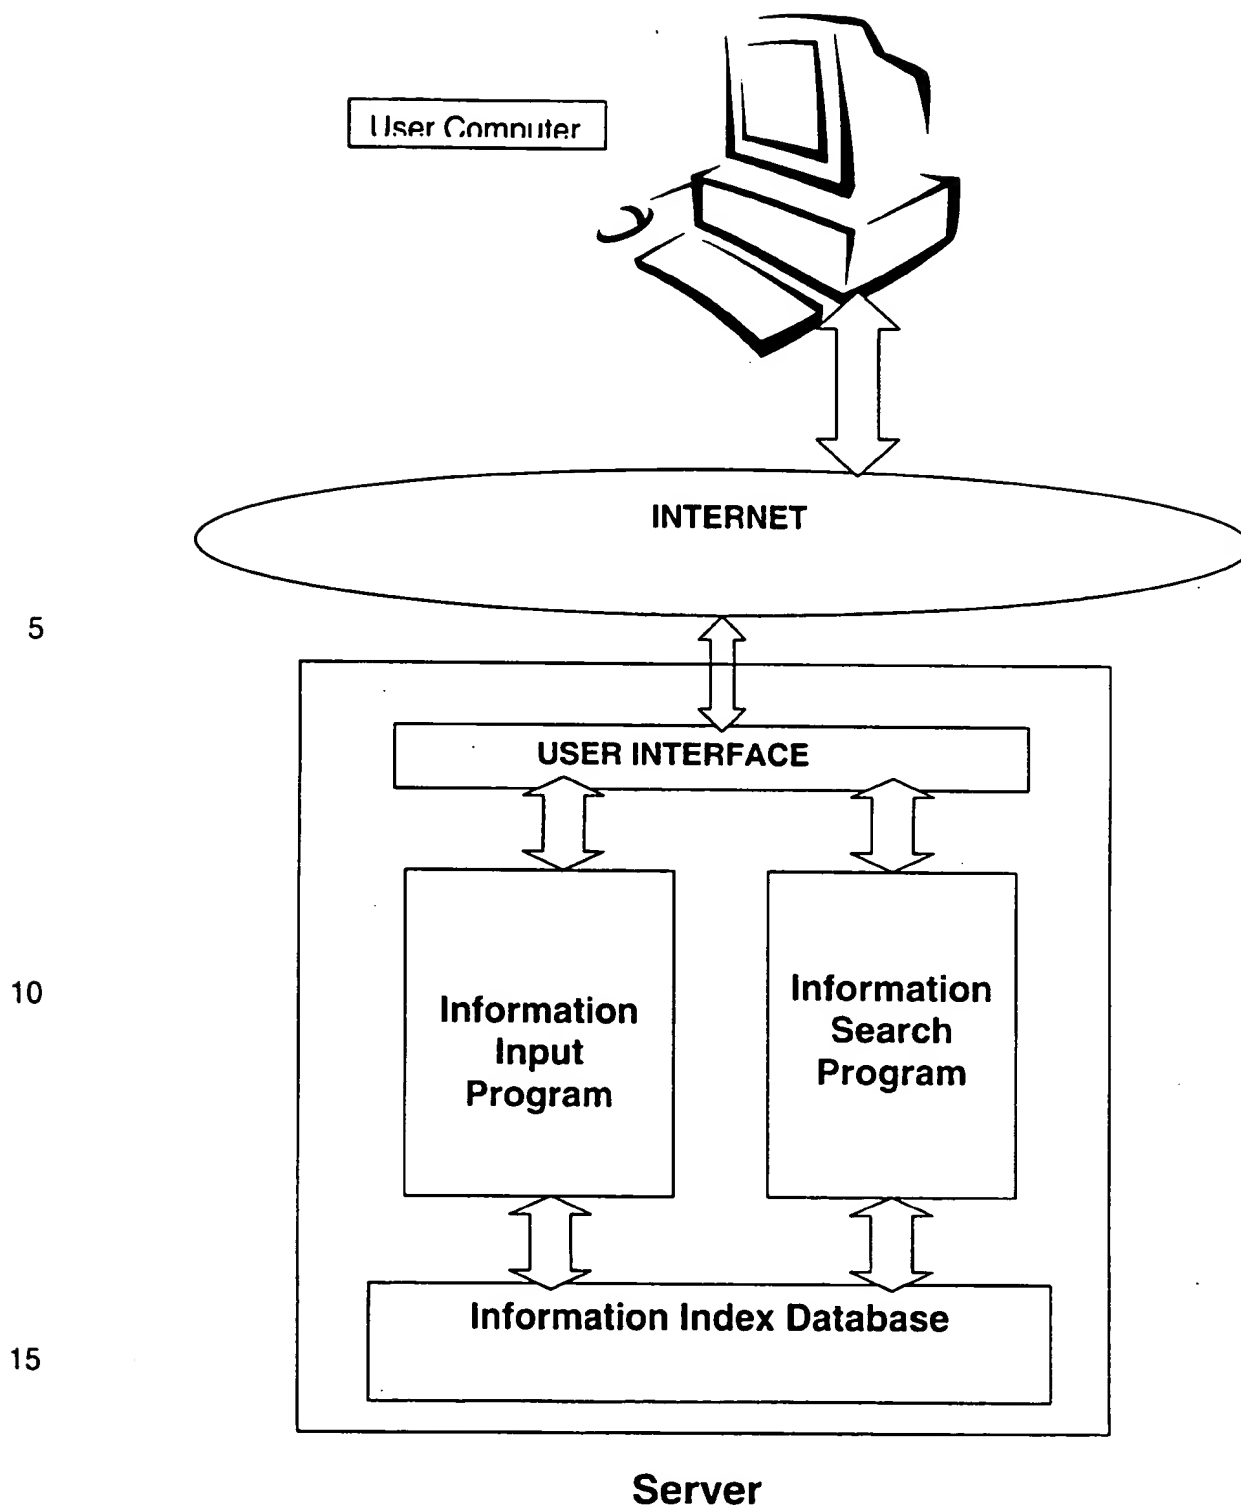 User Computer
INTERNET
5
USER INTERFACE
10
Information
Input
Program
Information
Search
Program
Information Index Database
15
Server